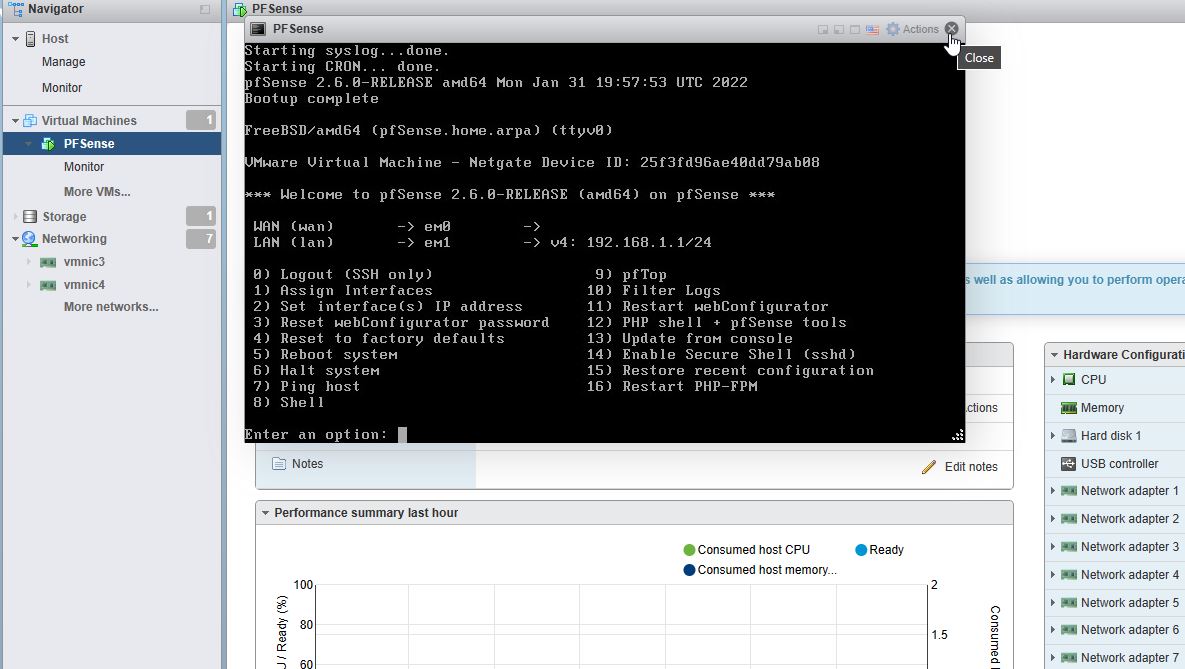 Navigator
PFSense
Host
Manage
Monitor
Virtual Machines
1
PFSense
Monitor
More VMs...
Storage
1
Networking
7
vmnic3
vmnic4
More networks...
PFSense
Actions
Close
Starting syslog...done.
Starting CRON... done.
pfSense 2.6.0-RELEASE amd64 Mon Jan 31 19:57:53 UTC 2022
Bootup complete
FreeBSD/amd64 (pfSense.home.arpa) (ttyv0)
VMware Virtual Machine - Netgate Device ID: 25f3fd96ae40dd79ab08
*** Welcome to pfSense 2.6.0-RELEASE (amd64) on pfSense ***
WAN (wan) -> em0 ->
LAN (lan) -> em1 -> v4: 192.168.1.1/24
0) Logout (SSH only) 9) pfTop
1) Assign Interfaces 10) Filter Logs
2) Set interface(s) IP address 11) Restart webConfigurator
3) Reset webConfigurator password 12) PHP shell + pfSense tools
4) Reset to factory defaults 13) Update from console
5) Reboot system 14) Enable Secure Shell (sshd)
6) Halt system 15) Restore recent configuration
7) Ping host 16) Restart PHP-FPM
8) Shell
Enter an option:
s well as allowing you to perform opera
ctions
Notes
Edit notes
Performance summary last hour
Consumed host CPU
Ready
Consumed host memory...
100
80
60
U / Ready (%)
2
1.5
Consumed
Hardware Configurati
CPU
Memory
Hard disk 1
USB controller
Network adapter 1
Network adapter 2
Network adapter 3
Network adapter 4
Network adapter 5
Network adapter 6
Network adapter 7